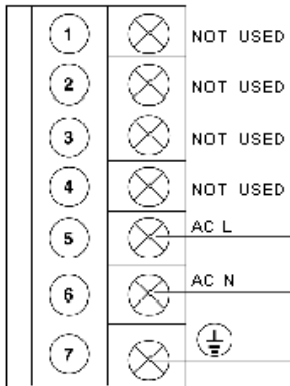 1 NOT USED
2 NOT USED
3 NOT USED
4 NOT USED
5 AC L
6 AC N
7